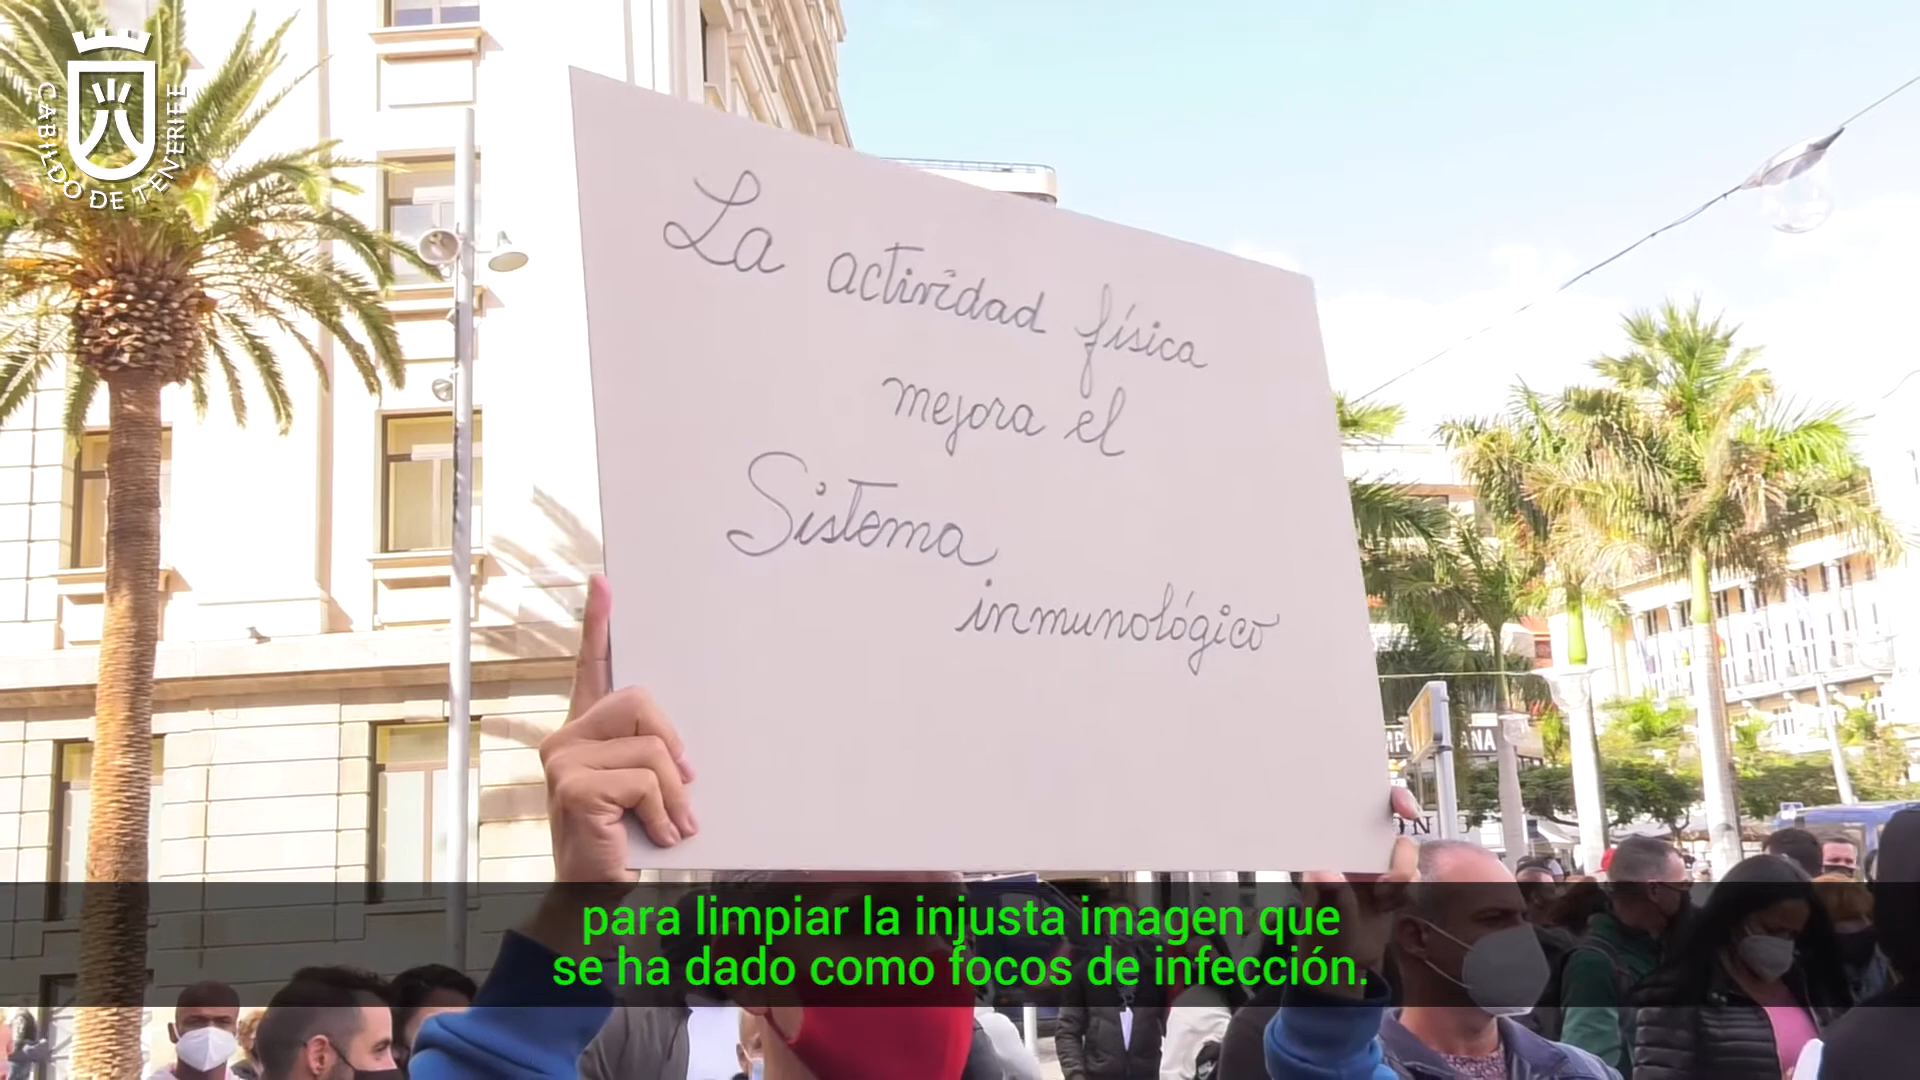 CABILDO DE TENERIFE
La actividad física
mejora el
Sistema
inmunológico
para limpiar la injusta imagen que
se ha dado como focos de infección.